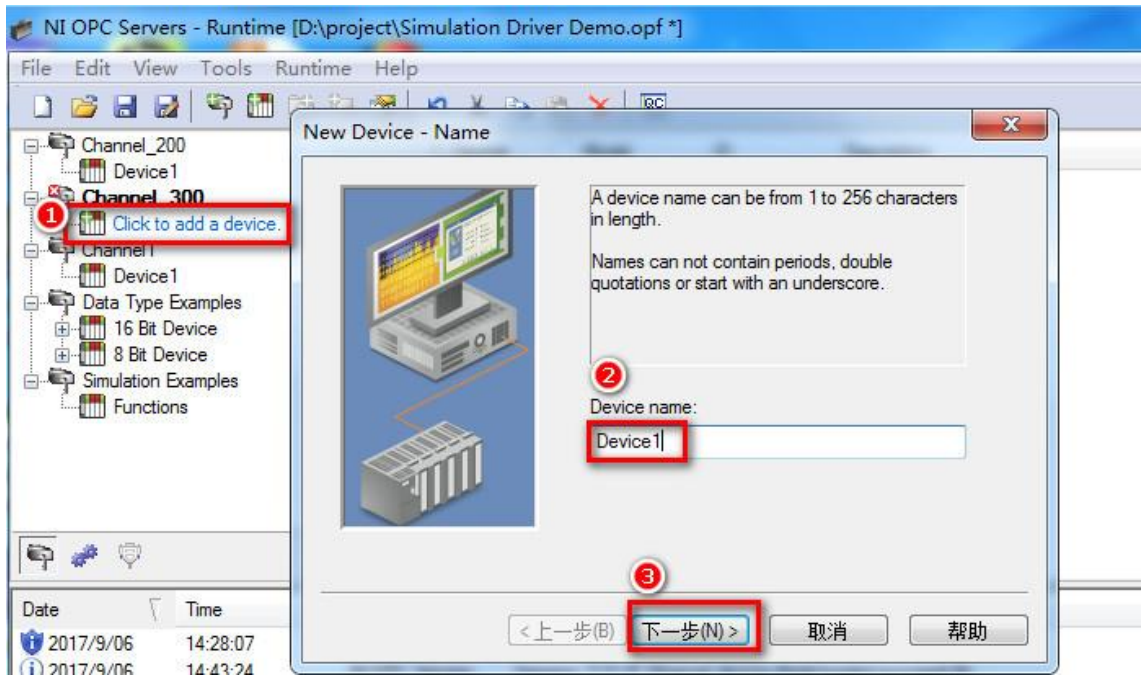 NI OPC Servers - Runtime [D:\project\Simulation Driver Demo.opf *]
File Edit View Tools Runtime Help
QC
New Device - Name
Channel_200
Device1
Channel_300
1
Click to add a device.
Channel1
Device1
Data Type Examples
16 Bit Device
8 Bit Device
Simulation Examples
Functions
A device name can be from 1 to 256 characters
in length.
Names can not contain periods, double
quotations or start with an underscore.
2
Device name:
Device1
3
<上一步(B) 下一步(N) > 取消 帮助
Date Time
2017/9/06 14:28:07
2017/9/06 14:43:24